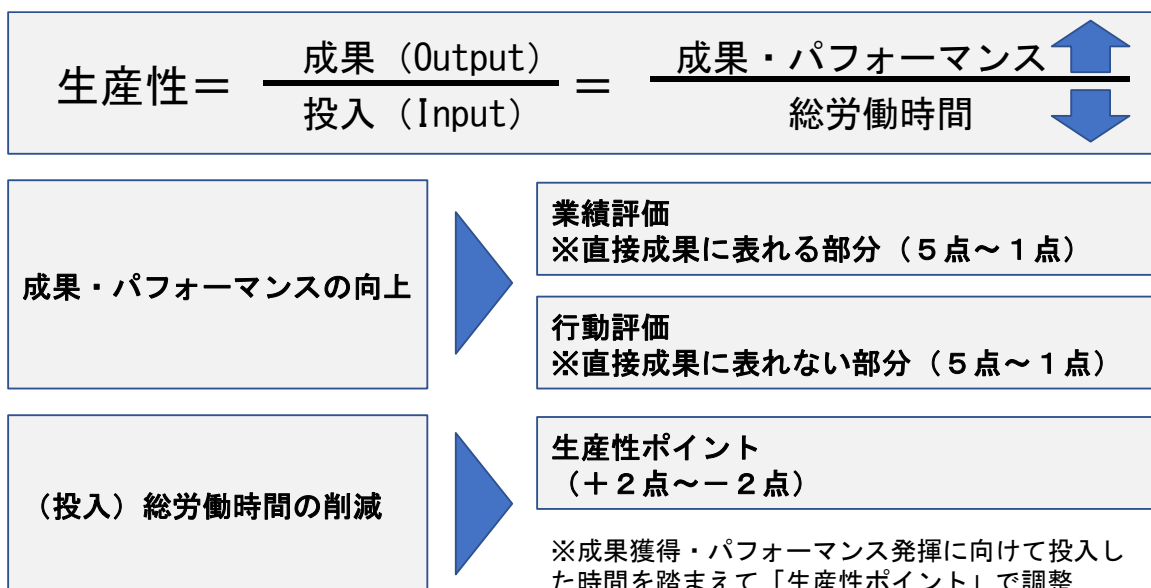 生産性＝ 成果（Output） ＝ 成果・パフォーマンス
投入（Input） 総労働時間
成果・パフォーマンスの向上
業績評価
※直接成果に表れる部分（５点～１点）
行動評価
※直接成果に表れない部分（５点～１点）
（投入）総労働時間の削減
生産性ポイント
（＋２点～－２点）
※成果獲得・パフォーマンス発揮に向けて投入し
た時間を踏まえて「生産性ポイント」で調整